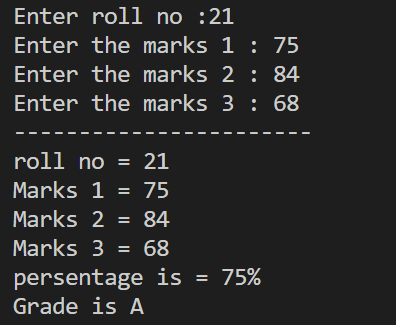 Enter roll no :21
Enter the marks 1 : 75
Enter the marks 2 : 84
Enter the marks 3 : 68
-----------------------
roll no = 21
Marks 1 = 75
Marks 2 = 84
Marks 3 = 68
persentage is = 75%
Grade is A